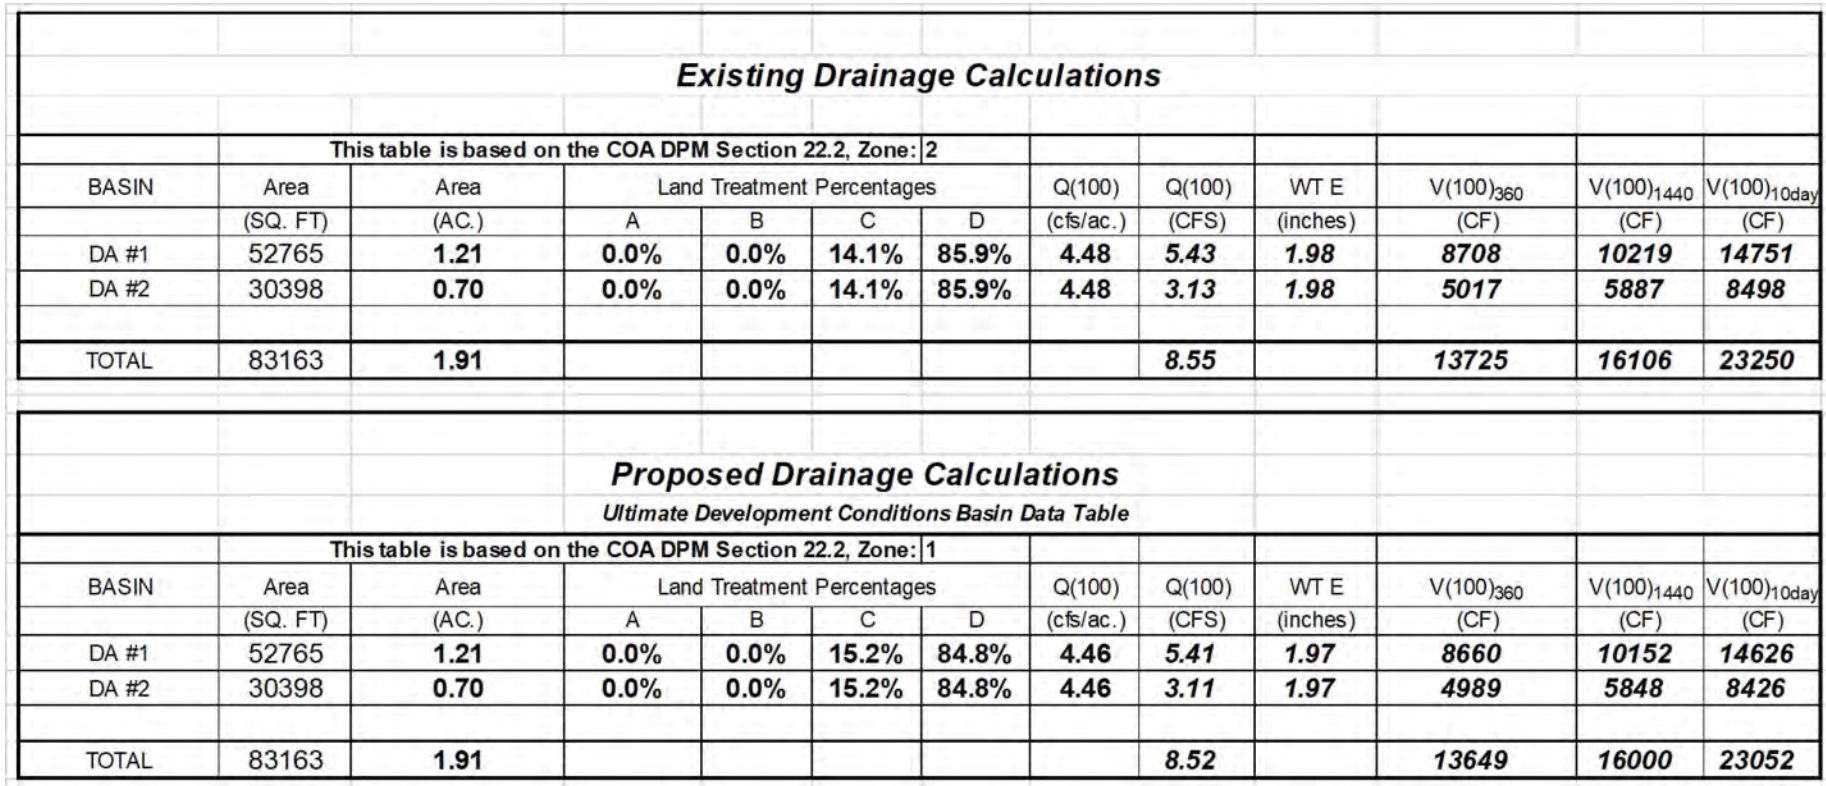 Existing Drainage Calculations
This table is based on the COA DPM Section 22.2, Zone: 2
BASIN Area Area Land Treatment Percentages Q(100) Q(100) WT E V(100)360 V(100)1440 V(100)10day
(SQ. FT) (AC.) A B C D (cfs/ac.) (CFS) (inches) (CF) (CF) (CF)
DA #1 52765 1.21 0.0% 0.0% 14.1% 85.9% 4.48 5.43 1.98 8708 10219 14751
DA #2 30398 0.70 0.0% 0.0% 14.1% 85.9% 4.48 3.13 1.98 5017 5887 8498
TOTAL 83163 1.91 8.55 13725 16106 23250
Proposed Drainage Calculations
Ultimate Development Conditions Basin Data Table
This table is based on the COA DPM Section 22.2, Zone: 1
BASIN Area Area Land Treatment Percentages Q(100) Q(100) WT E V(100)360 V(100)1440 V(100)10day
(SQ. FT) (AC.) A B C D (cfs/ac.) (CFS) (inches) (CF) (CF) (CF)
DA #1 52765 1.21 0.0% 0.0% 15.2% 84.8% 4.46 5.41 1.97 8660 10152 14626
DA #2 30398 0.70 0.0% 0.0% 15.2% 84.8% 4.46 3.11 1.97 4989 5848 8426
TOTAL 83163 1.91 8.52 13649 16000 23052